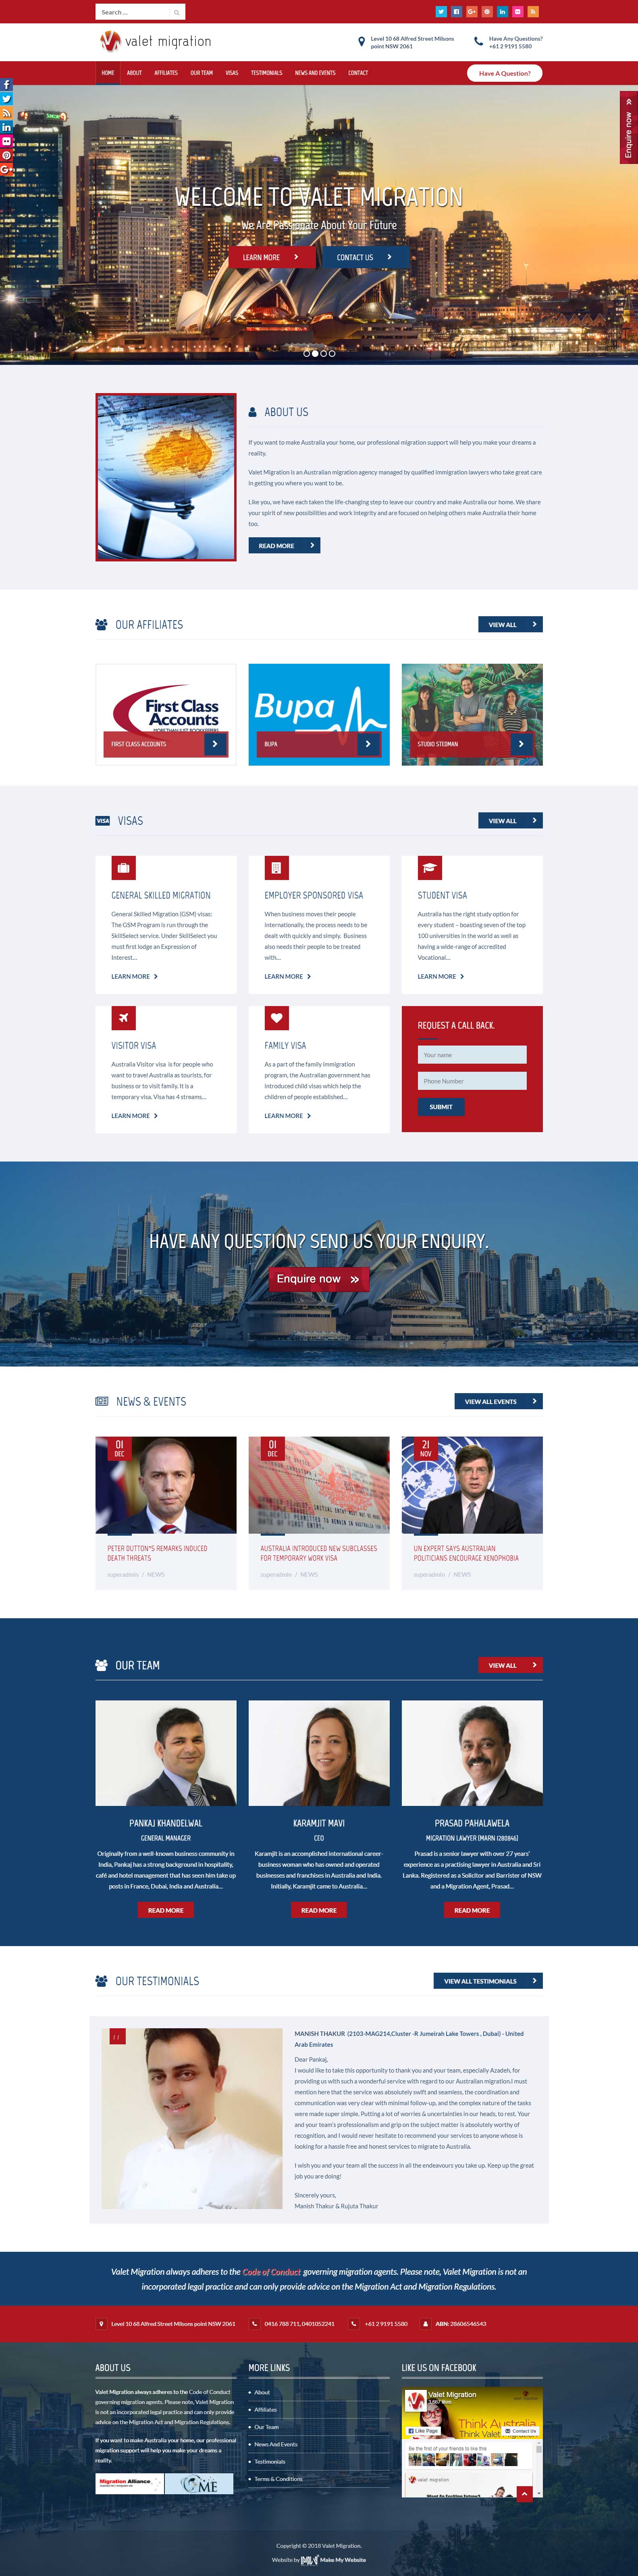 Search ...
valet migration
Level 10 68 Alfred Street Milsons
point NSW 2061
Have Any Questions?
+61 2 9191 5580
HOME ABOUT AFFILIATES OUR TEAM VISAS TESTIMONIALS NEWS AND EVENTS CONTACT
Have A Question?
Enquire now
WELCOME TO VALET MIGRATION
We Are Passionate About Your Future
LEARN MORE
CONTACT US
ABOUT US
If you want to make Australia your home, our professional migration support will help you make your dreams a
reality.
Valet Migration is an Australian migration agency managed by qualified immigration lawyers who take great care
in getting you where you want to be.
Like you, we have each taken the life-changing step to leave our country and make Australia our home. We share
your spirit of new possibilities and work integrity and are focused on helping others make Australia their home
too.
READ MORE
OUR AFFILIATES
VIEW ALL
First Class
Accounts
MORE THAN JUST BOOKKEEPERS
FIRST CLASS ACCOUNTS
Bupa
BUPA
STUDIO STEDMAN
VISA
VISAS
VIEW ALL
GENERAL SKILLED MIGRATION
General Skilled Migration (GSM) visas:
The GSM Program is run through the
SkillSelect service. Under SkillSelect you
must first lodge an Expression of
Interest...
LEARN MORE
EMPLOYER SPONSORED VISA
When business moves their people
internationally, the process needs to be
dealt with quickly and simply. Business
also needs their people to be treated
with...
LEARN MORE
STUDENT VISA
Australia has the right study option for
every student – boasting seven of the top
100 universities in the world as well as
having a wide-range of accredited
Vocational...
LEARN MORE
VISITOR VISA
Australia Visitor visa is for people who
want to travel Australia as tourists, for
business or to visit family. It is a
temporary visa. Visa has 4 streams...
LEARN MORE
FAMILY VISA
As a part of the family immigration
program, the Australian government has
introduced child visas which help the
children of people established...
LEARN MORE
REQUEST A CALL BACK.
Your name
Phone Number
SUBMIT
HAVE ANY QUESTION? SEND US YOUR ENQUIRY.
Enquire now
NEWS & EVENTS
VIEW ALL EVENTS
01
DEC
PETER DUTTON'S REMARKS INDUCED
DEATH THREATS
superadmin / NEWS
01
DEC
AUSTRALIA INTRODUCED NEW SUBCLASSES
FOR TEMPORARY WORK VISA
superadmin / NEWS
21
NOV
UN EXPERT SAYS AUSTRALIAN
POLITICIANS ENCOURAGE XENOPHOBIA
superadmin / NEWS
OUR TEAM
VIEW ALL
PANKAJ KHANDELWAL
GENERAL MANAGER
Originally from a well-known business community in
India, Pankaj has a strong background in hospitality,
café and hotel management that has seen him take up
posts in France, Dubai, India and Australia...
READ MORE
KARAMJIT MAVI
CEO
Karamjit is an accomplished international career-
business woman who has owned and operated
businesses and franchises in Australia and India.
Initially, Karamjit came to Australia...
READ MORE
PRASAD PAHALAWELA
MIGRATION LAWYER (MARN 1280846)
Prasad is a senior lawyer with over 27 years'
experience as a practising lawyer in Australia and Sri
Lanka. Registered as a Solicitor and Barrister of NSW
and a Migration Agent, Prasad...
READ MORE
OUR TESTIMONIALS
VIEW ALL TESTIMONIALS
MANISH THAKUR (2103-MAG214,Cluster -R Jumeirah Lake Towers , Dubai) - United
Arab Emirates
Dear Pankaj,
I would like to take this opportunity to thank you and your team, especially Azadeh, for
providing us with such a wonderful service with regard to our Australian migration.I must
mention here that the service was absolutely swift and seamless, the coordination and
communication was very clear with minimal follow-up, and the complex nature of the tasks
were made super simple. Putting a lot of worries & uncertainties in our heads, to rest. Your
and your team's professionalism and grip on the subject matter is absolutely worthy of
recognition, and I would never hesitate to recommend your services to anyone whose is
looking for a hassle free and honest services to migrate to Australia.
I wish you and your team all the success in all the endeavours you take up. Keep up the great
job you are doing!
Sincerely yours,
Manish Thakur & Rujuta Thakur
Valet Migration always adheres to the Code of Conduct governing migration agents. Please note, Valet Migration is not an
incorporated legal practice and can only provide advice on the Migration Act and Migration Regulations.
Level 10 68 Alfred Street Milsons point NSW 2061
0416 788 711, 0401052241
+61 2 9191 5580
ABN: 28606546543
ABOUT US
Valet Migration always adheres to the Code of Conduct
governing migration agents. Please note, Valet Migration
is not an incorporated legal practice and can only provide
advice on the Migration Act and Migration Regulations.
If you want to make Australia your home, our professional
migration support will help you make your dreams a
reality.
Migration Alliance
ME
MORE LINKS
About
Affiliates
Our Team
News And Events
Testimonials
Terms & Conditions
LIKE US ON FACEBOOK
Valet Migration
Think Australia
Think Valet Migration
Like Page
Contact Us
Be the first of your friends to like this
valet migration
Copyright © 2018 Valet Migration.
Website by Make My Website